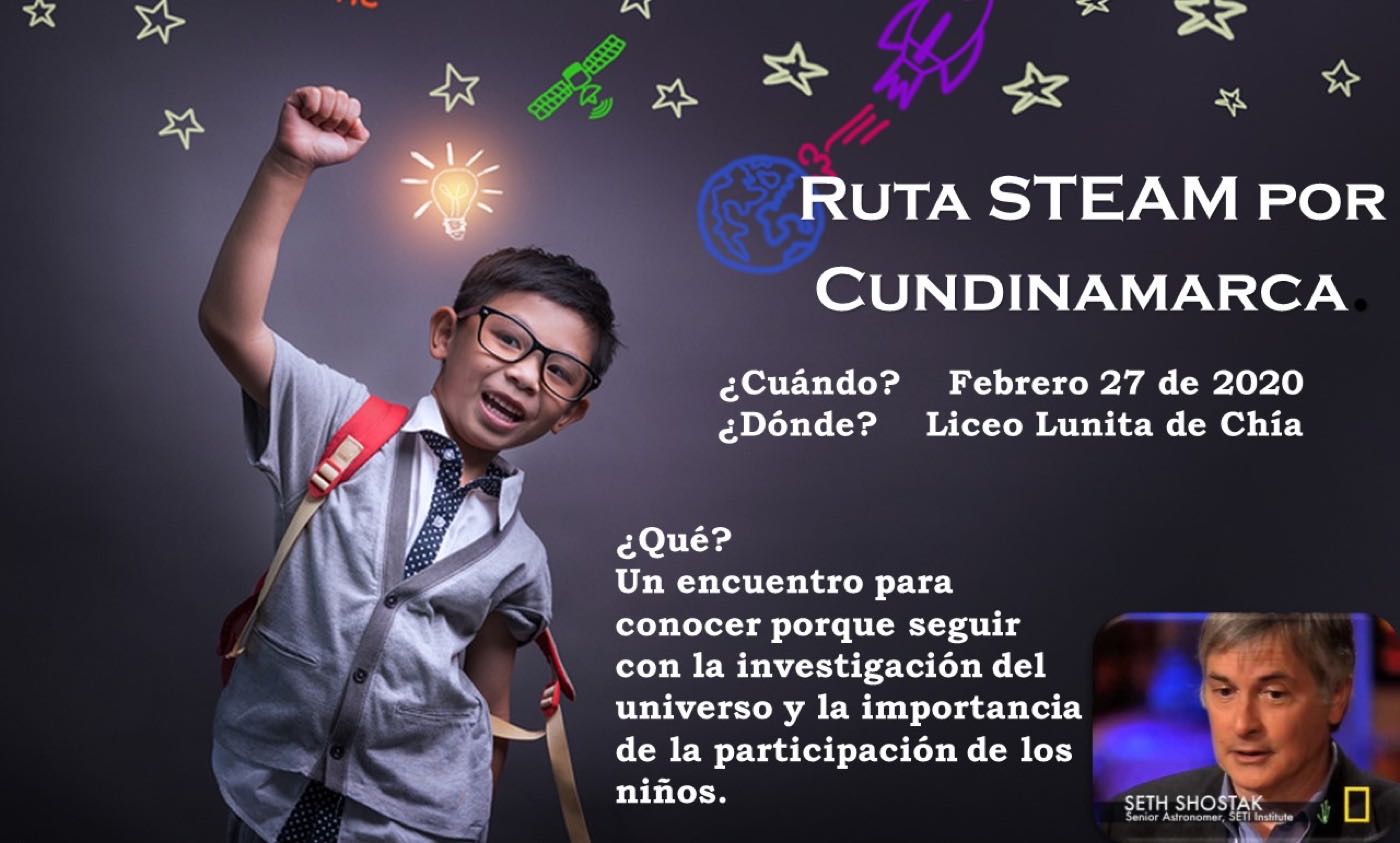 RUTA STEAM POR
CUNDINAMARCA.
¿Cuándo? Febrero 27 de 2020
¿Dónde? Liceo Lunita de Chía
¿Qué?
Un encuentro para
conocer porque seguir
con la investigación del
universo y la importancia
de la participación de los
niños.
SETH SHOSTAK
Senior Astronomer, SETI Institute